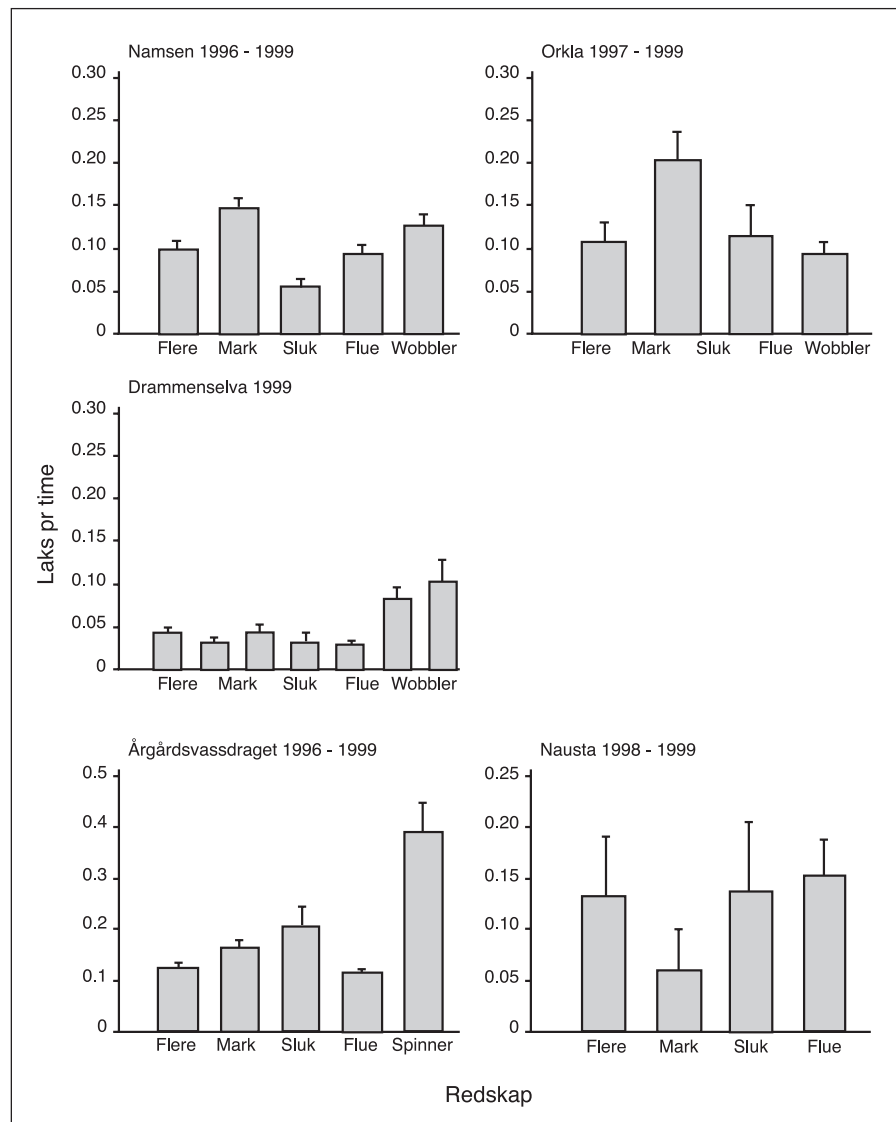 Namsen 1996 - 1999
0.30
0.25
0.20
0.15
0.10
0.05
0
Flere Mark Sluk Flue Wobbler
Orkla 1997 - 1999
0.30
0.25
0.20
0.15
0.10
0.05
0
Flere Mark Sluk Flue Wobbler
Drammenselva 1999
0.30
0.25
0.20
0.15
0.10
0.05
0
Flere Mark Sluk Flue Wobbler
Laks pr time
Årgårdsvassdraget 1996 - 1999
0.5
0.4
0.3
0.2
0.1
0
Flere Mark Sluk Flue Spinner
Nausta 1998 - 1999
0.25
0.20
0.15
0.10
0.05
0
Flere Mark Sluk Flue
Redskap